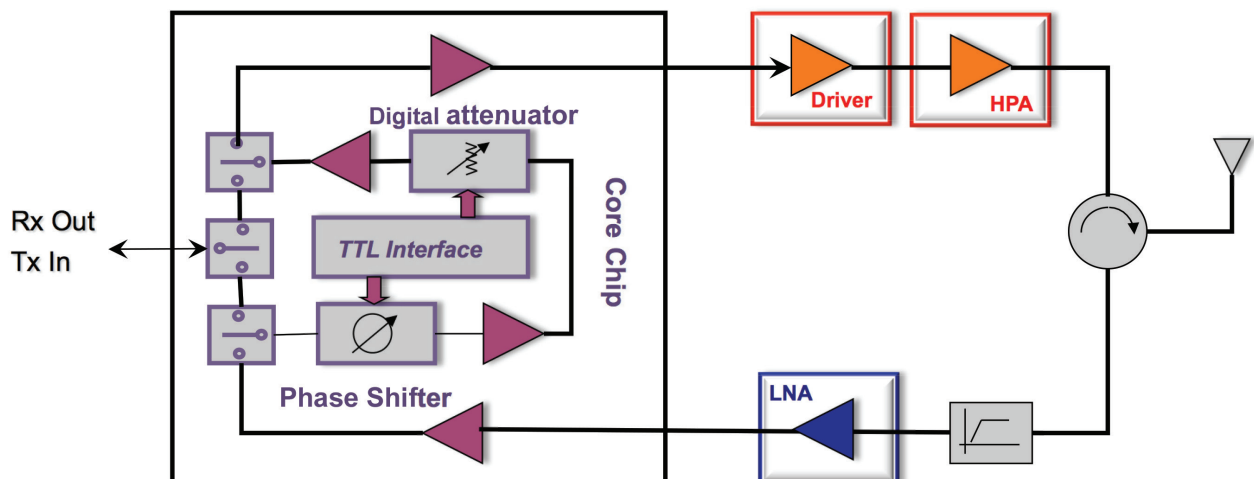 Driver
HPA
Digital attenuator
Rx Out
Tx In
TTL Interface
Core Chip
Phase Shifter
LNA